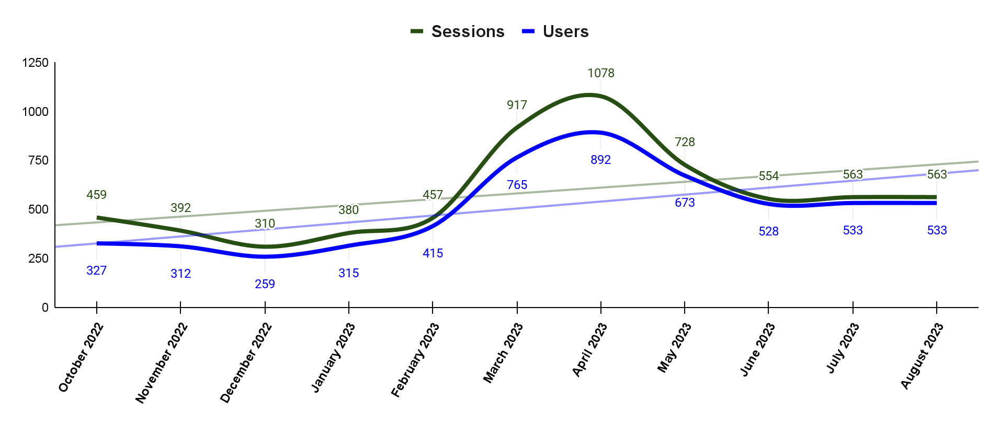 Sessions Users
1250
1000
750
500
250
0
459 392 310 380 457 917 1078 728 554 563 563
327 312 259 315 415 765 892 673 528 533 533
October 2022
November 2022
December 2022
January 2023
February 2023
March 2023
April 2023
May 2023
June 2023
July 2023
August 2023